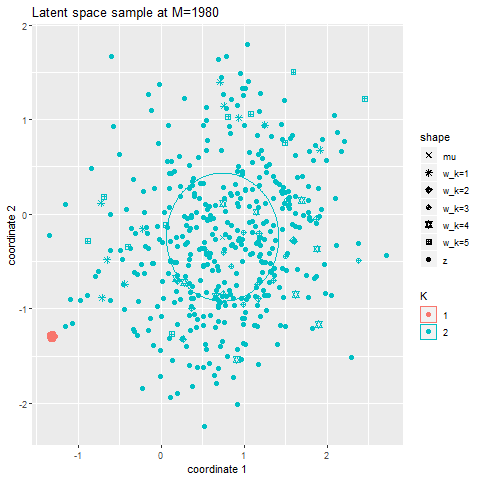 Latent space sample at M=1980
2
1
0
-1
-2
coordinate 2
-1
0
1
2
coordinate 1
shape
mu
w_k=1
w_k=2
w_k=3
w_k=4
w_k=5
z
K
1
2